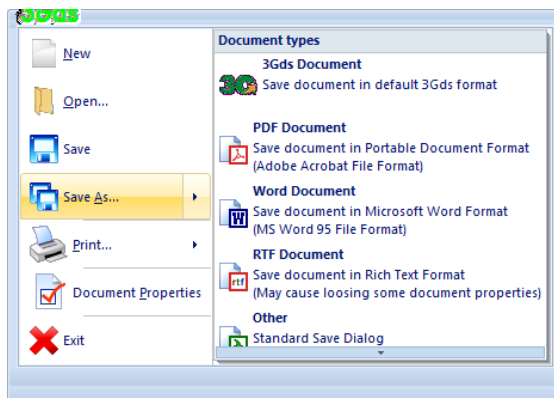 3Gds
New
Open...
Save
Save As...
Print...
Document Properties
Exit
Document types
3Gds Document
3G
Save document in default 3Gds format
PDF Document
Save document in Portable Document Format
(Adobe Acrobat File Format)
Word Document
W
Save document in Microsoft Word Format
(MS Word 95 File Format)
RTF Document
rtf
Save document in Rich Text Format
(May cause loosing some document properties)
Other
Standard Save Dialog